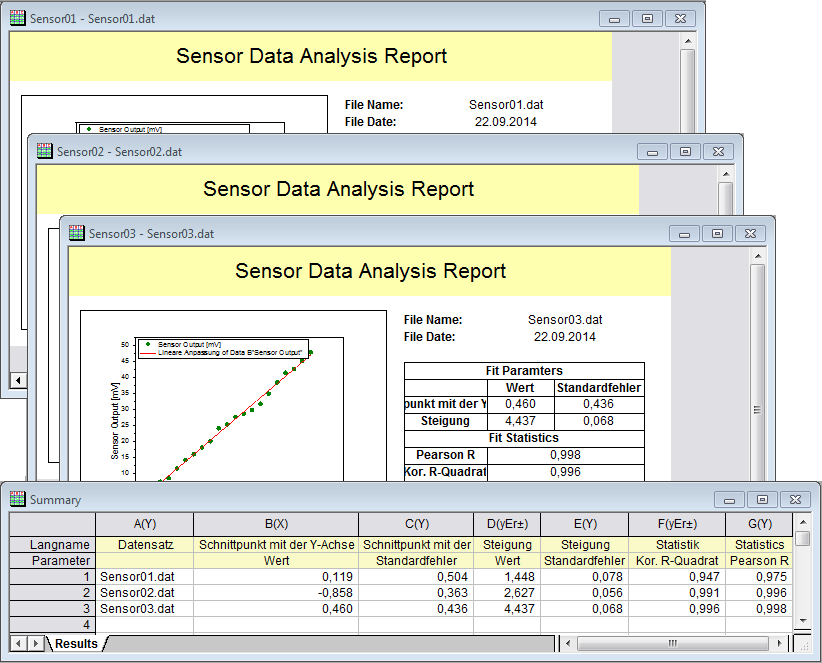 Sensor01 - Sensor01.dat
Sensor Data Analysis Report
File Name: Sensor01.dat
File Date: 22.09.2014
Sensor Output [mV]
Sensor02 - Sensor02.dat
Sensor Data Analysis Report
Sensor03 - Sensor03.dat
Sensor Data Analysis Report
File Name: Sensor03.dat
File Date: 22.09.2014
Sensor Output [mV]
Lineare Anpassung of Data B"Sensor Output"
50
45
40
35
30
25
20
15
10
Sensor Output [mV]
Fit Paramters
Wert Standardfehler
punkt mit der Y 0,460 0,436
Steigung 4,437 0,068
Fit Statistics
Pearson R 0,998
Kor. R-Quadrat 0,996
Summary
A(Y) B(X) C(Y) D(yEr±) E(Y) F(yEr±) G(Y)
Langname Datensatz Schnittpunkt mit der Y-Achse Schnittpunkt mit der Steigung Steigung Statistik Statistics
Parameter Wert Standardfehler Wert Standardfehler Kor. R-Quadrat Pearson R
1 Sensor01.dat 0,119 0,504 1,448 0,078 0,947 0,975
2 Sensor02.dat -0,858 0,363 2,627 0,056 0,991 0,996
3 Sensor03.dat 0,460 0,436 4,437 0,068 0,996 0,998
4
Results